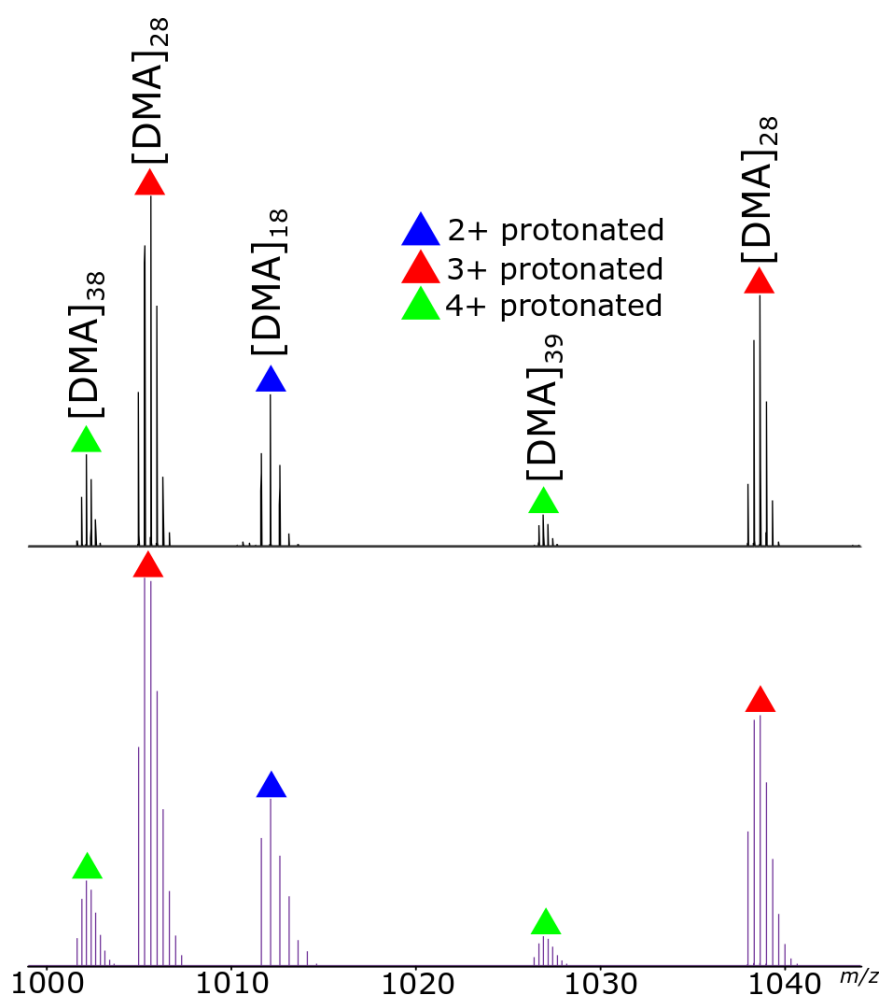 [DMA]28
[DMA]28
[DMA]18
2+ protonated
3+ protonated
4+ protonated
[DMA]38
[DMA]39
1000 1010 1020 1030 1040 m/z